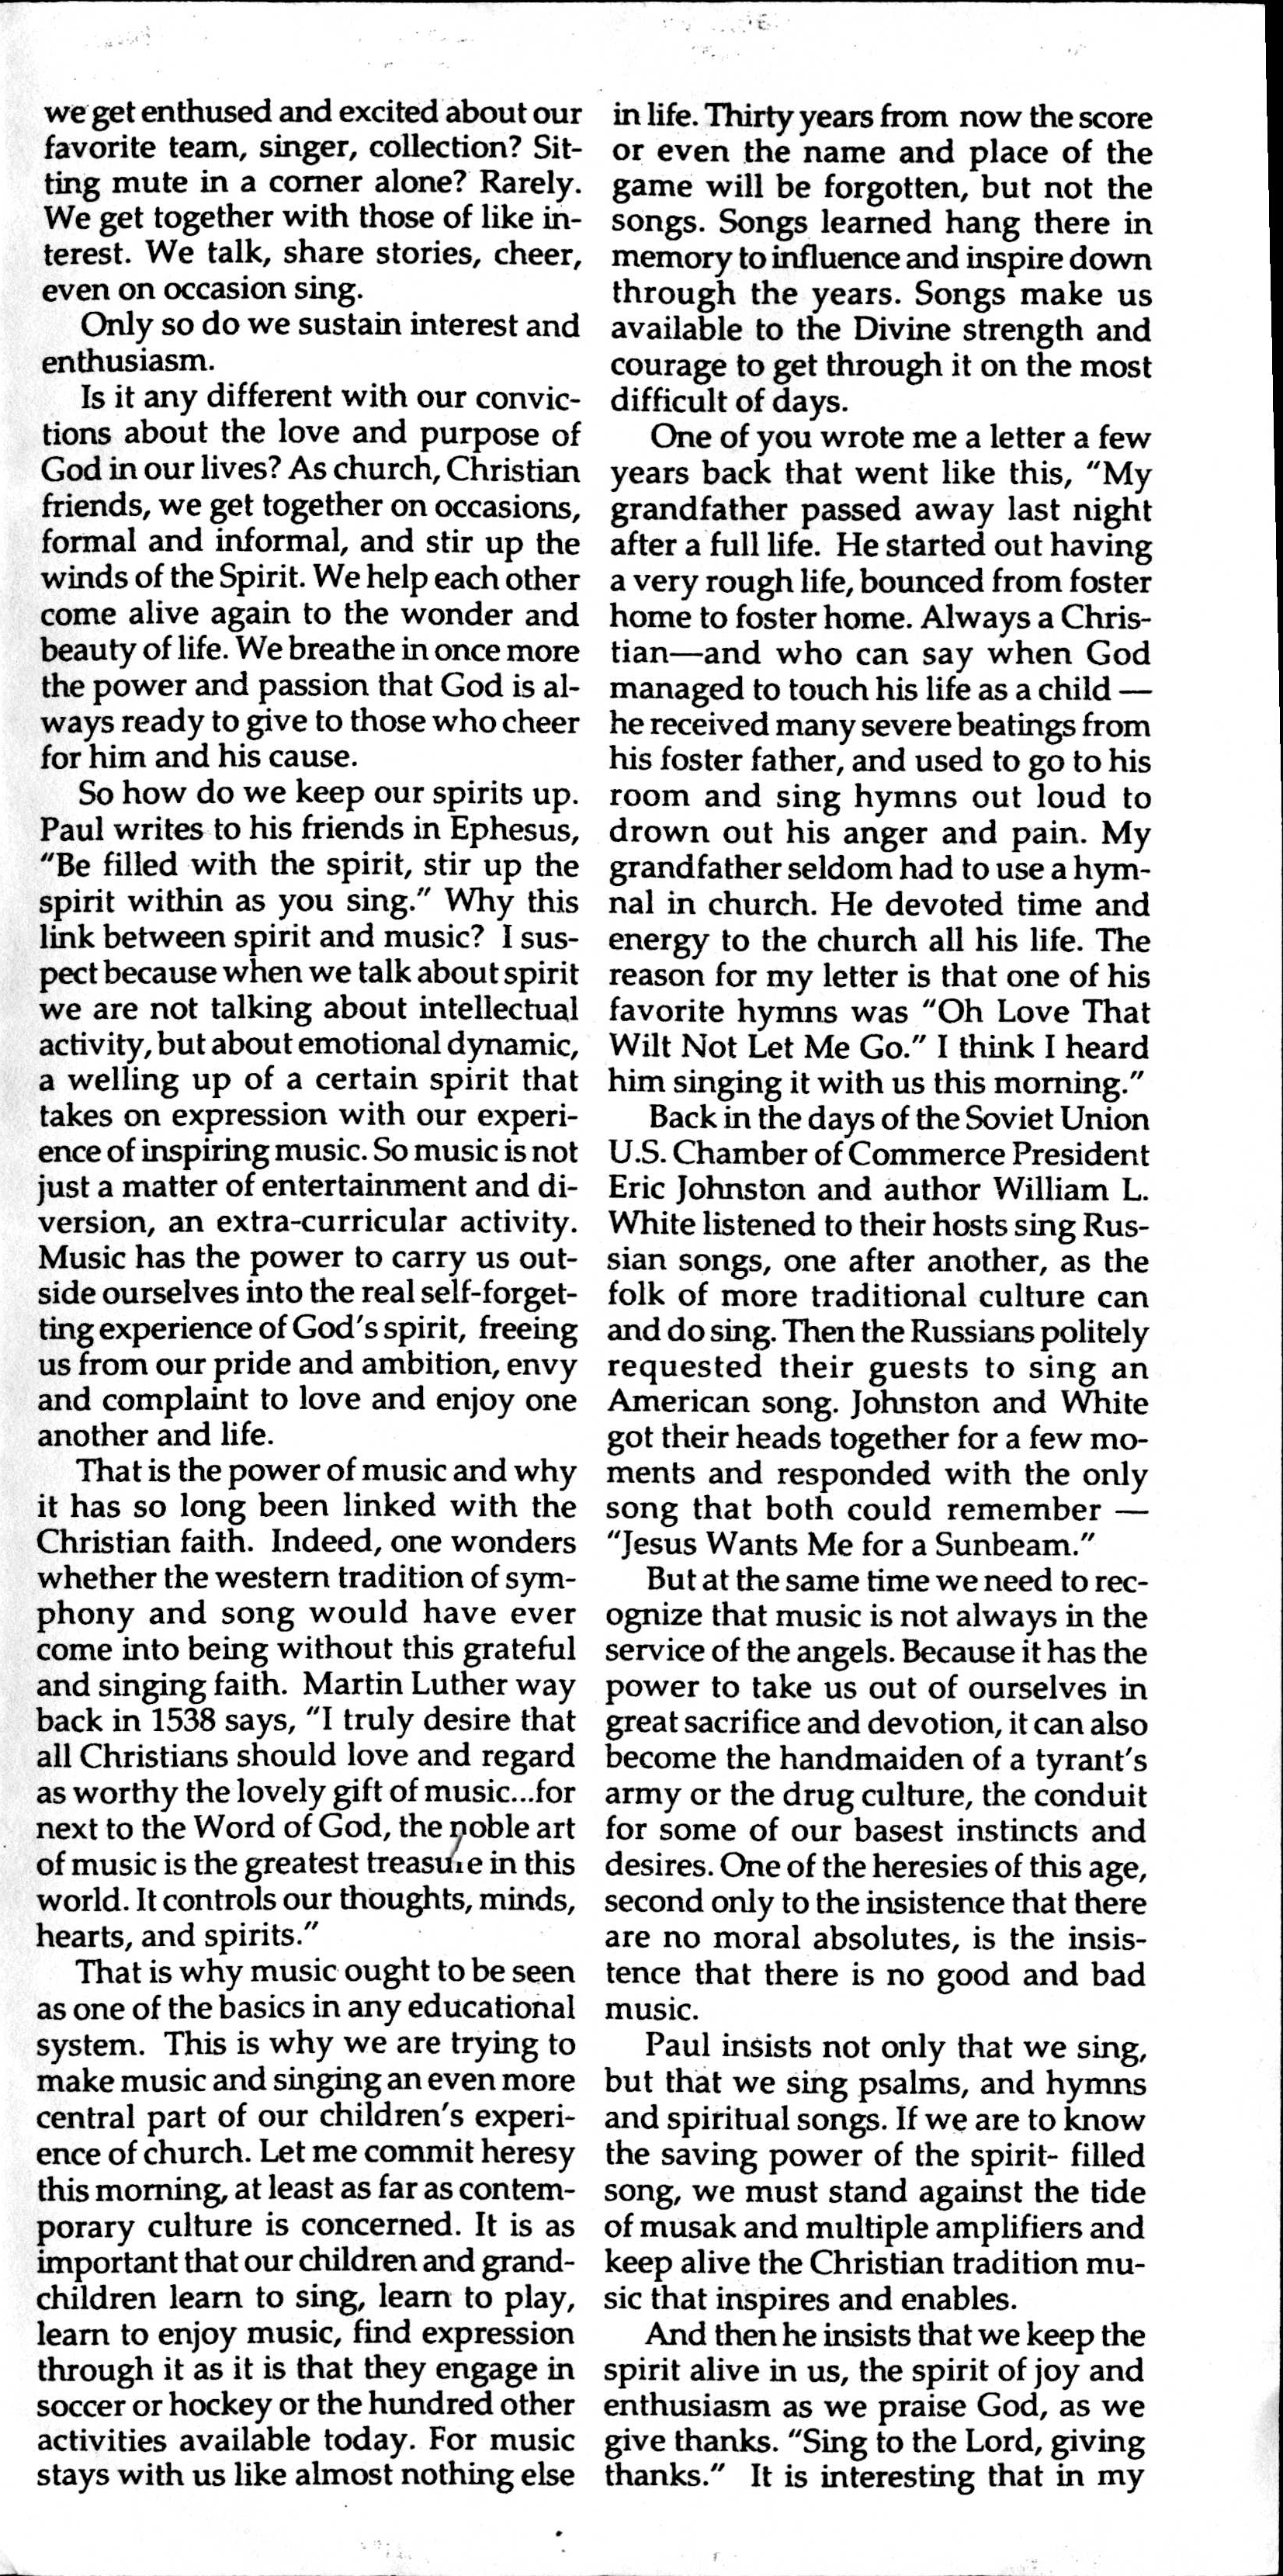 we get enthused and excited about our
favorite team, singer, collection? Sit-
ting mute in a corner alone? Rarely.
We get together with those of like in-
terest. We talk, share stories, cheer,
even on occasion sing.
Only so do we sustain interest and
enthusiasm.
Is it any different with our convic-
tions about the love and purpose of
God in our lives? As church, Christian
friends, we get together on occasions,
formal and informal, and stir up the
winds of the Spirit. We help each other
come alive again to the wonder and
beauty of life. We breathe in once more
the power and passion that God is al-
ways ready to give to those who cheer
for him and his cause.
So how do we keep our spirits up.
Paul writes to his friends in Ephesus,
"Be filled with the spirit, stir up the
spirit within as you sing." Why this
link between spirit and music? I sus-
pect because when we talk about spirit
we are not talking about intellectual
activity, but about emotional dynamic,
a welling up of a certain spirit that
takes on expression with our experi-
ence of inspiring music. So music is not
just a matter of entertainment and di-
version, an extra-curricular activity.
Music has the power to carry us out-
side ourselves into the real self-forget-
ting experience of God's spirit, freeing
us from our pride and ambition, envy
and complaint to love and enjoy one
another and life.
That is the power of music and why
it has so long been linked with the
Christian faith. Indeed, one wonders
whether the western tradition of sym-
phony and song would have ever
come into being without this grateful
and singing faith. Martin Luther way
back in 1538 says, "I truly desire that
all Christians should love and regard
as worthy the lovely gift of music...for
next to the Word of God, the noble art
of music is the greatest treasure in this
world. It controls our thoughts, minds,
hearts, and spirits."
That is why music ought to be seen
as one of the basics in any educational
system. This is why we are trying to
make music and singing an even more
central part of our children's experi-
ence of church. Let me commit heresy
this morning, at least as far as contem-
porary culture is concerned. It is as
important that our children and grand-
children learn to sing, learn to play,
learn to enjoy music, find expression
through it as it is that they engage in
soccer or hockey or the hundred other
activities available today. For music
stays with us like almost nothing else
in life. Thirty years from now the score
or even the name and place of the
game will be forgotten, but not the
songs. Songs learned hang there in
memory to influence and inspire down
through the years. Songs make us
available to the Divine strength and
courage to get through it on the most
difficult of days.
One of you wrote me a letter a few
years back that went like this, "My
grandfather passed away last night
after a full life. He started out having
a very rough life, bounced from foster
home to foster home. Always a Chris-
tian—and who can say when God
managed to touch his life as a child —
he received many severe beatings from
his foster father, and used to go to his
room and sing hymns out loud to
drown out his anger and pain. My
grandfather seldom had to use a hym-
nal in church. He devoted time and
energy to the church all his life. The
reason for my letter is that one of his
favorite hymns was "Oh Love That
Wilt Not Let Me Go." I think I heard
him singing it with us this morning."
Back in the days of the Soviet Union
U.S. Chamber of Commerce President
Eric Johnston and author William L.
White listened to their hosts sing Rus-
sian songs, one after another, as the
folk of more traditional culture can
and do sing. Then the Russians politely
requested their guests to sing an
American song. Johnston and White
got their heads together for a few mo-
ments and responded with the only
song that both could remember —
"Jesus Wants Me for a Sunbeam."
But at the same time we need to rec-
ognize that music is not always in the
service of the angels. Because it has the
power to take us out of ourselves in
great sacrifice and devotion, it can also
become the handmaiden of a tyrant's
army or the drug culture, the conduit
for some of our basest instincts and
desires. One of the heresies of this age,
second only to the insistence that there
are no moral absolutes, is the insis-
tence that there is no good and bad
music.
Paul insists not only that we sing,
but that we sing psalms, and hymns
and spiritual songs. If we are to know
the saving power of the spirit- filled
song, we must stand against the tide
of musak and multiple amplifiers and
keep alive the Christian tradition mu-
sic that inspires and enables.
And then he insists that we keep the
spirit alive in us, the spirit of joy and
enthusiasm as we praise God, as we
give thanks. "Sing to the Lord, giving
thanks." It is interesting that in my